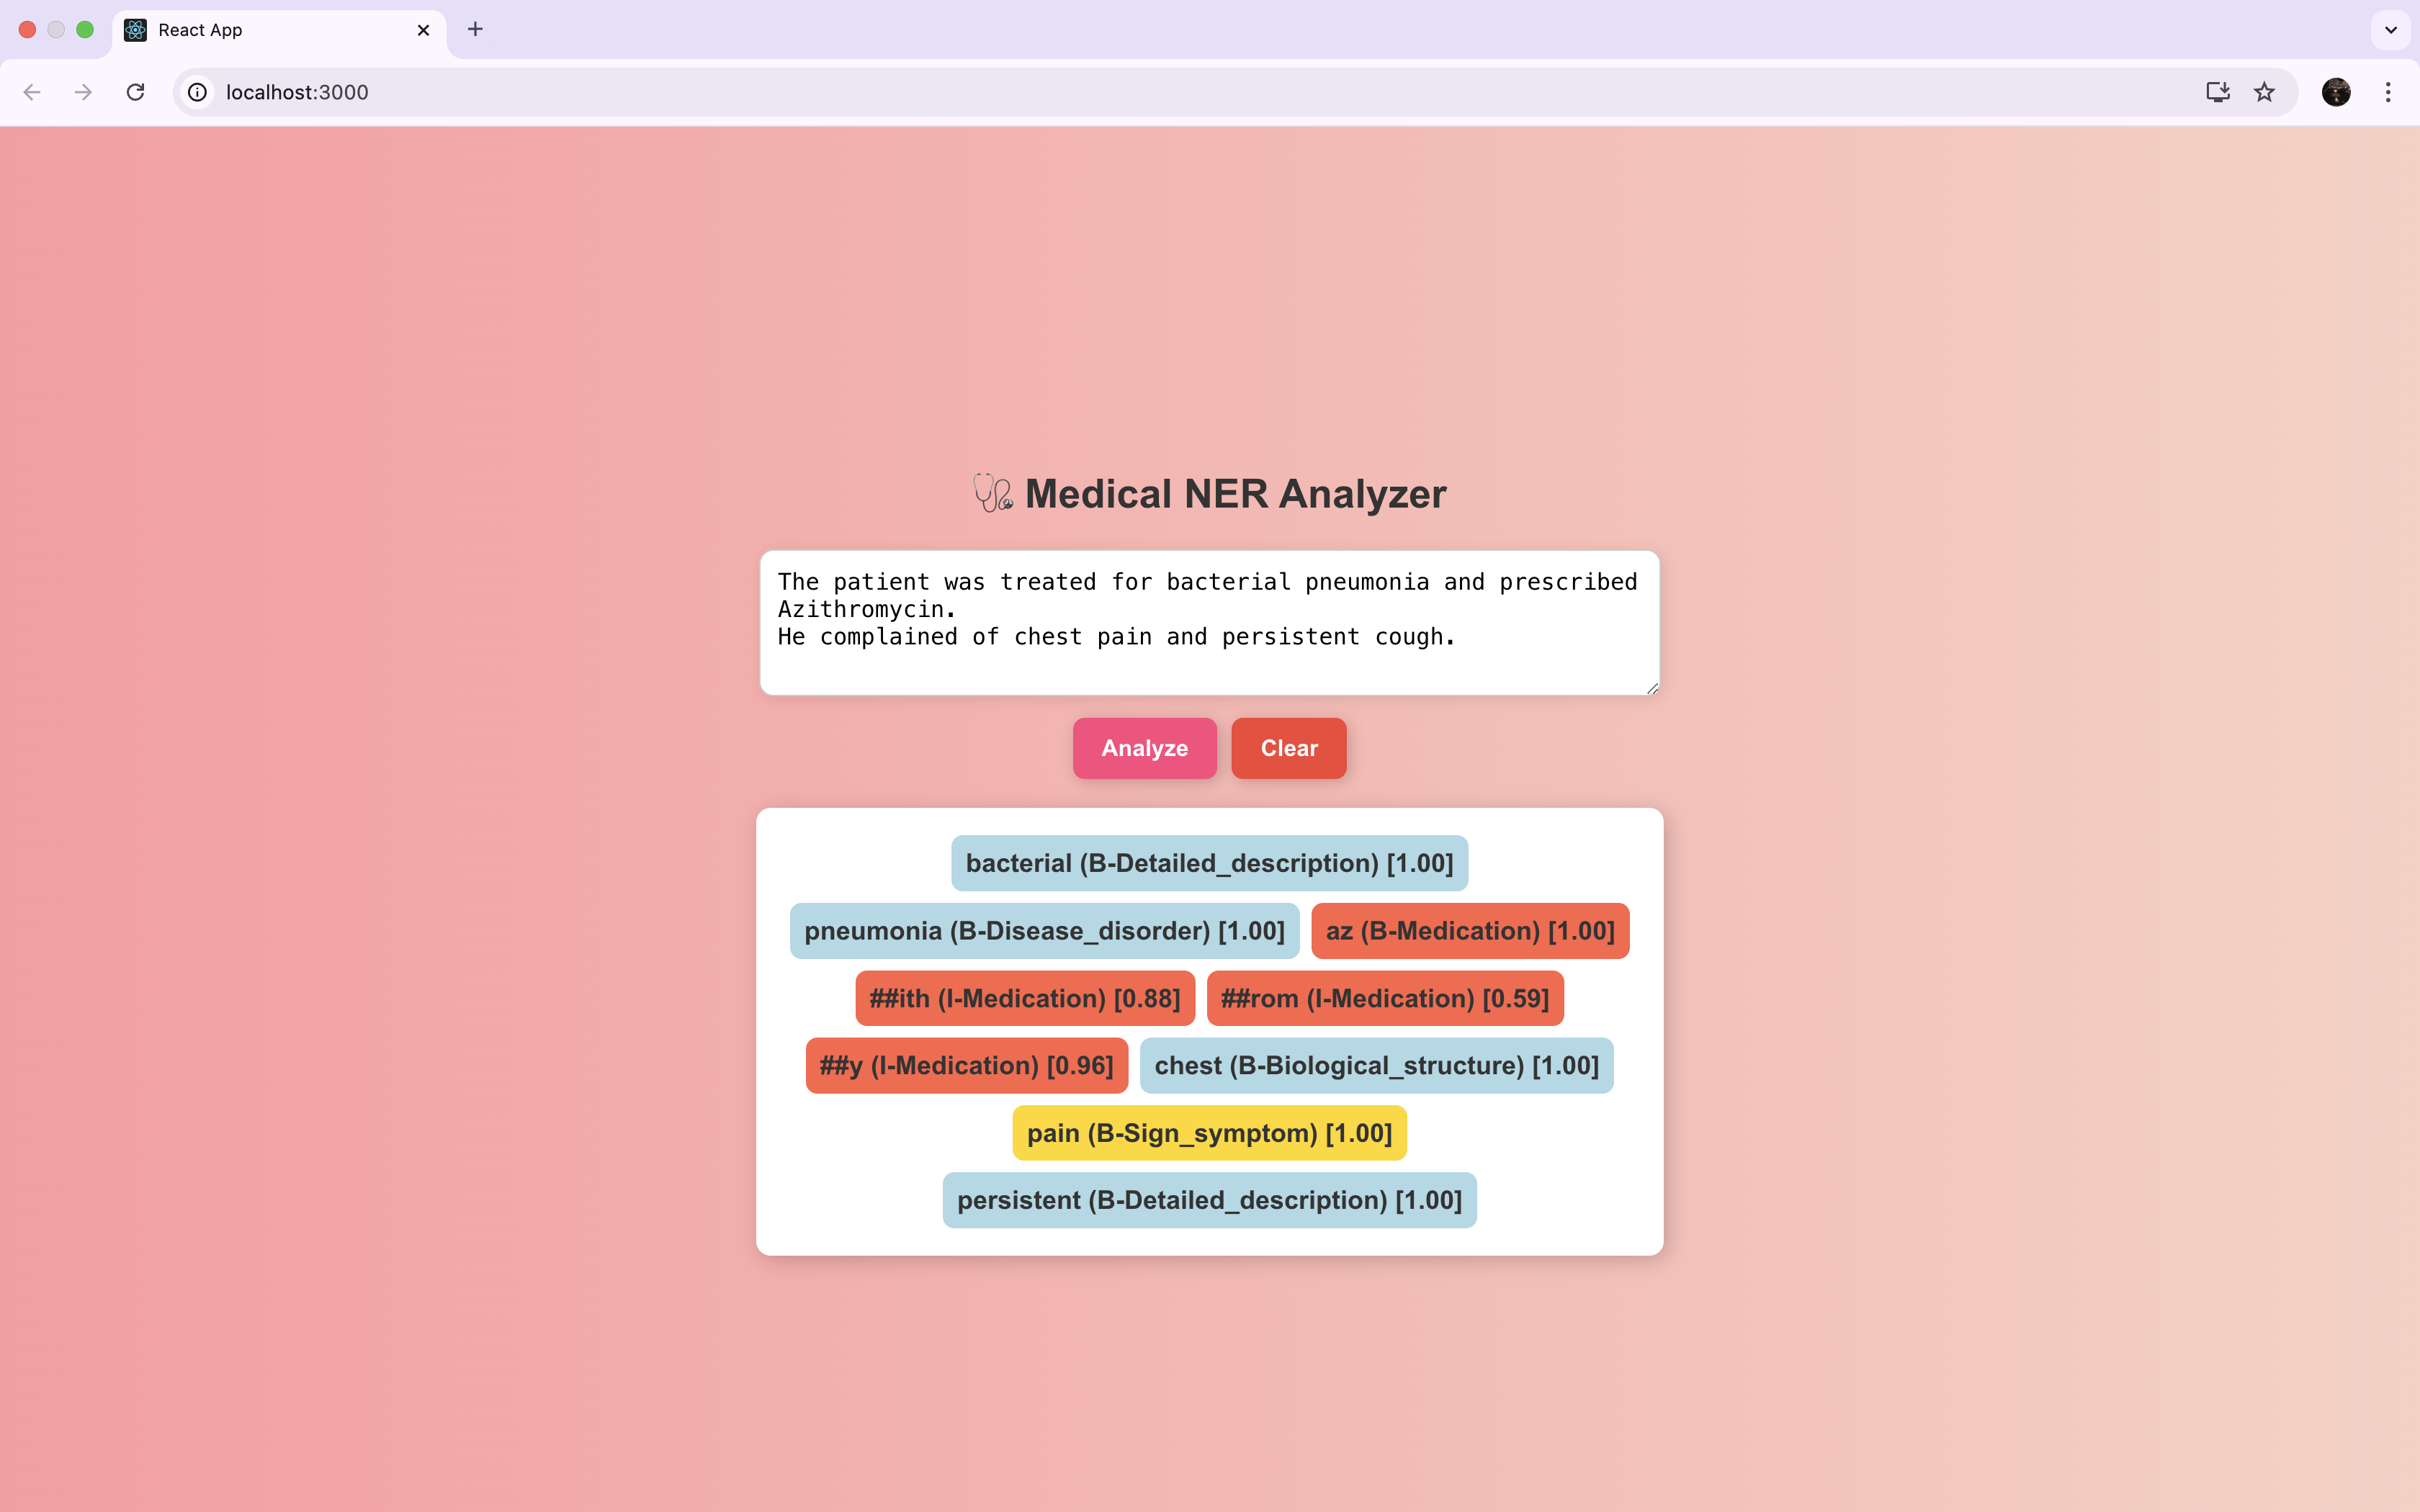 React App
localhost:3000
🩺 Medical NER Analyzer
The patient was treated for bacterial pneumonia and prescribed
Azithromycin.
He complained of chest pain and persistent cough.
Analyze Clear
bacterial (B-Detailed_description) [1.00]
pneumonia (B-Disease_disorder) [1.00] az (B-Medication) [1.00]
##ith (I-Medication) [0.88] ##rom (I-Medication) [0.59]
##y (I-Medication) [0.96] chest (B-Biological_structure) [1.00]
pain (B-Sign_symptom) [1.00]
persistent (B-Detailed_description) [1.00]